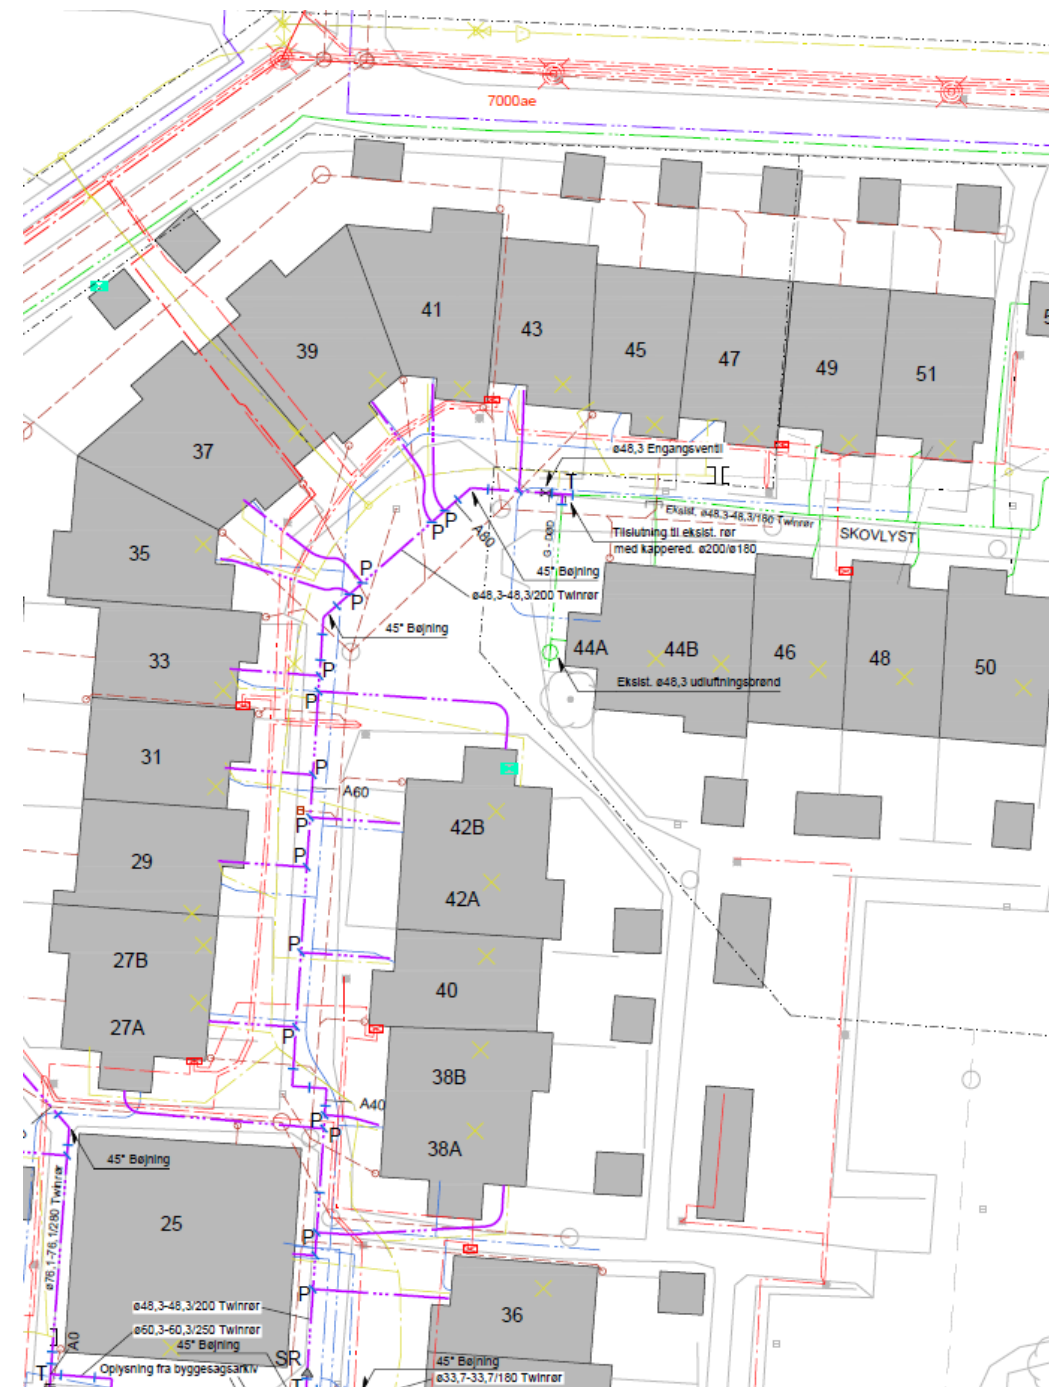 7000ae
41
43
39
45
47
49
51
37
ø48,3 Engangsventil
T
P
P
A80
Eksist. ø48,3-48,3/180 Twinrør
SKOVLYST
G - DØD
Tilslutning til eksist. rør
med kappered. ø200/ø180
35
P
45° Bøjning
P
ø48,3-48,3/200 Twinrør
45° Bøjning
33
44A
44B
46
48
50
P
Eksist. ø48,3 udluftningsbrønd
P
31
P
A60
P
42B
29
P
42A
P
27B
40
27A
P
38B
A40
P
P
38A
45° Bøjning
25
P
ø76,1-76,1/280 Twinrør
P
ø48,3-48,3/200 Twinrør
36
ø60,3-60,3/250 Twinrør
A0
45° Bøjning
SR
T
Oplysning fra byggesagsarkiv
T
45° Bøjning
ø33,7-33,7/180 Twinrør